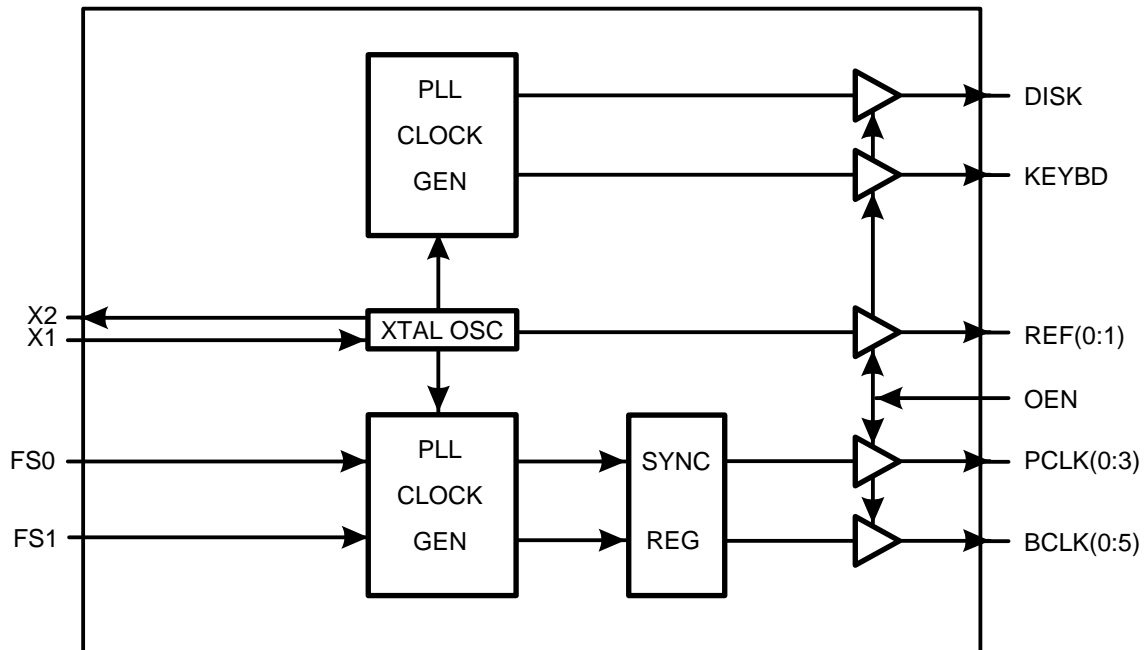 PLL
CLOCK
GEN
DISK
KEYBD
X2
X1
XTAL OSC
REF(0:1)
OEN
FS0
FS1
PLL
CLOCK
GEN
SYNC
REG
PCLK(0:3)
BCLK(0:5)